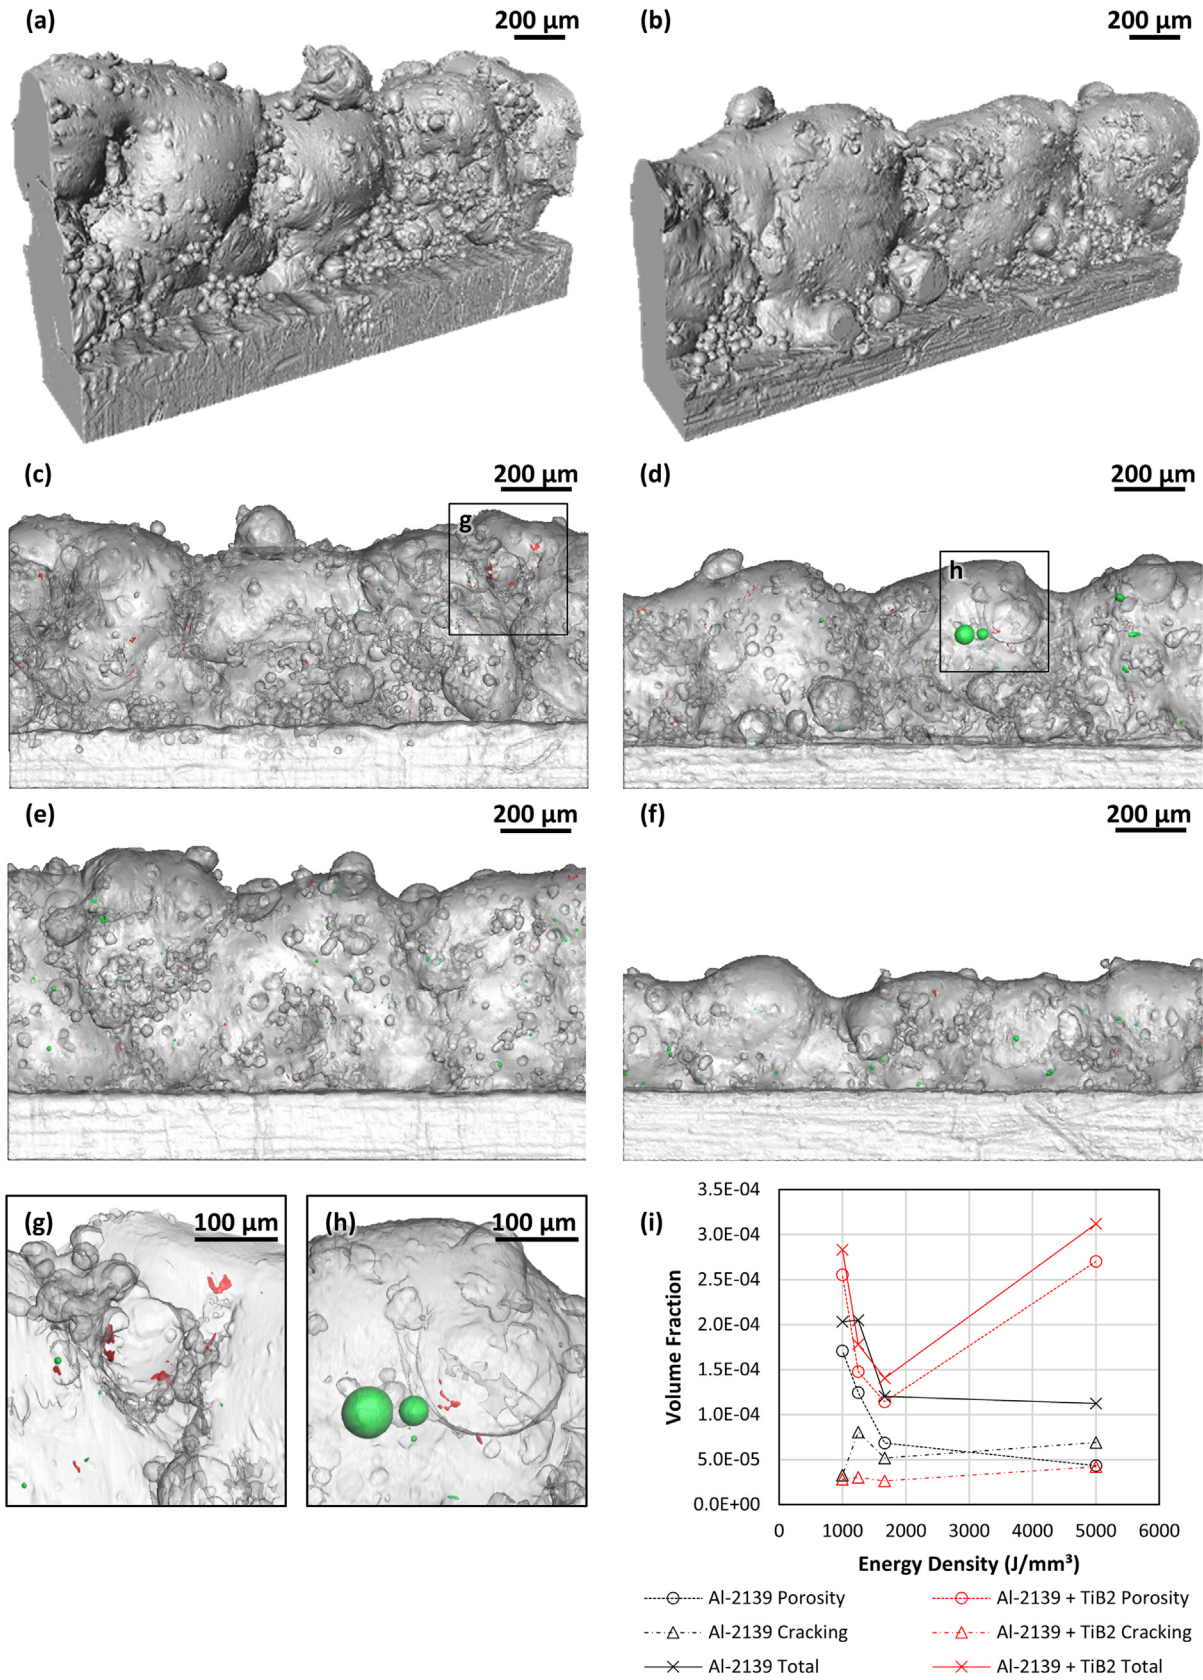 (a)
200 µm
(b)
200 µm
(c)
200 µm
g
(d)
200 µm
h
(e)
200 µm
(f)
200 µm
(g)
100 µm
(h)
100 µm
(i)
Volume Fraction
3.5E-04
3.0E-04
2.5E-04
2.0E-04
1.5E-04
1.0E-04
5.0E-05
0.0E+00
0 1000 2000 3000 4000 5000 6000
Energy Density (J/mm³)
Al-2139 Porosity
Al-2139 + TiB2 Porosity
Al-2139 Cracking
Al-2139 + TiB2 Cracking
Al-2139 Total
Al-2139 + TiB2 Total